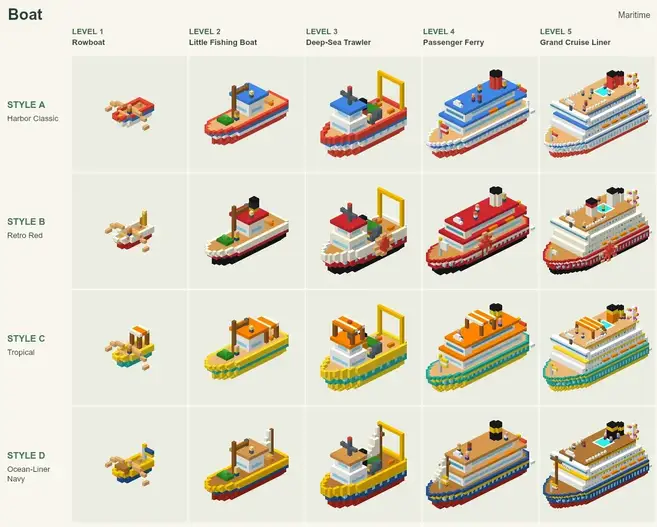 Boat
Maritime
LEVEL 1
Rowboat
LEVEL 2
Little Fishing Boat
LEVEL 3
Deep-Sea Trawler
LEVEL 4
Passenger Ferry
LEVEL 5
Grand Cruise Liner
STYLE A
Harbor Classic
STYLE B
Retro Red
STYLE C
Tropical
STYLE D
Ocean-Liner
Navy